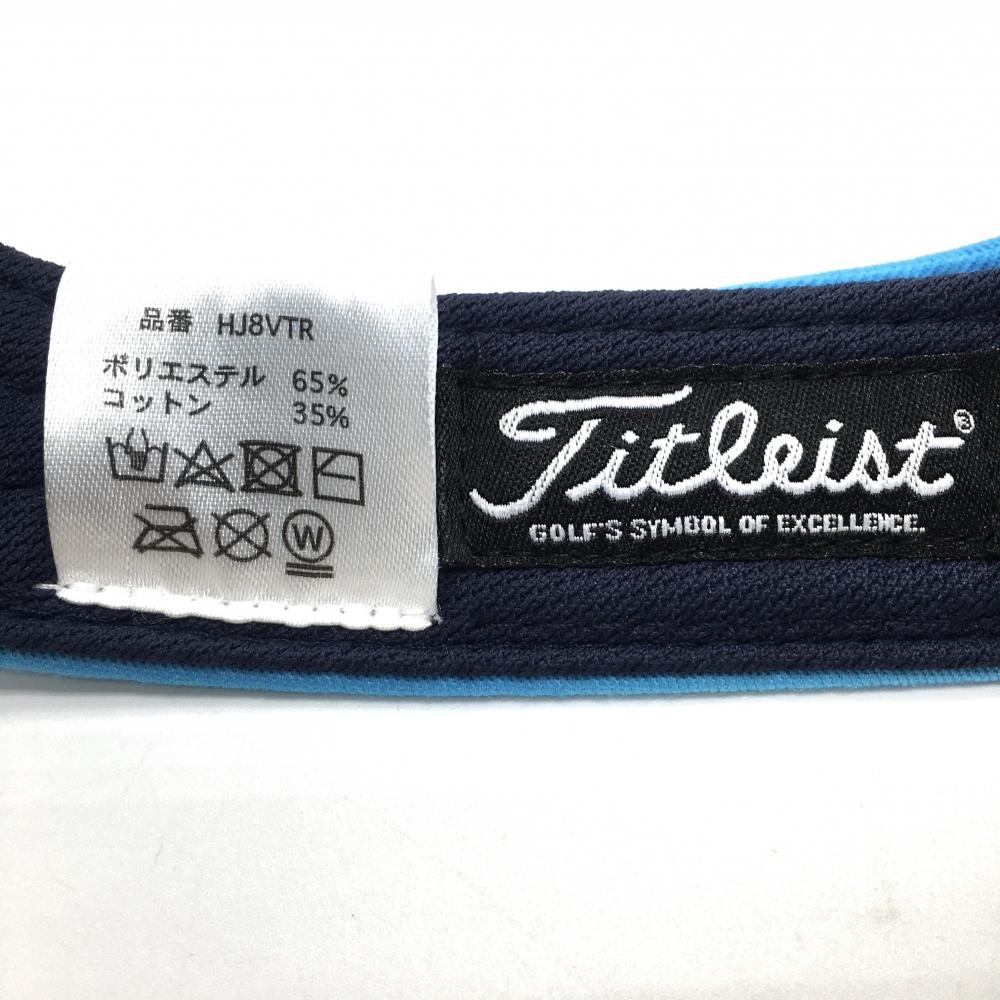 品番 HJ8VTR
ポリエステル 65%
コットン 35%
W
Titleist®
GOLF'S SYMBOL OF EXCELLENCE.